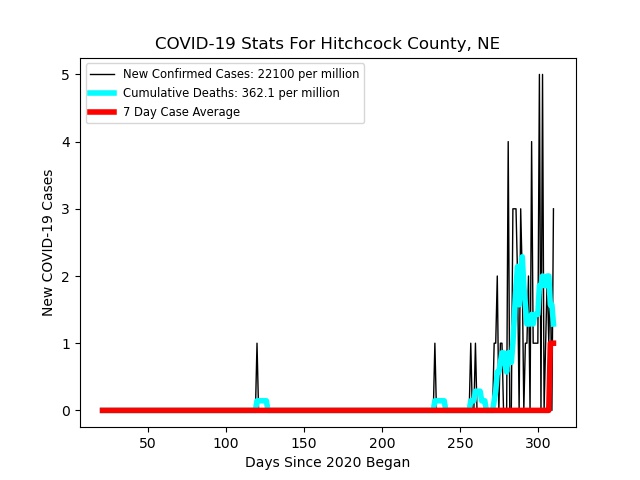 COVID-19 Stats For Hitchcock County, NE
New Confirmed Cases: 22100 per million
Cumulative Deaths: 362.1 per million
7 Day Case Average
New COVID-19 Cases
5
4
3
2
1
0
50 100 150 200 250 300
Days Since 2020 Began